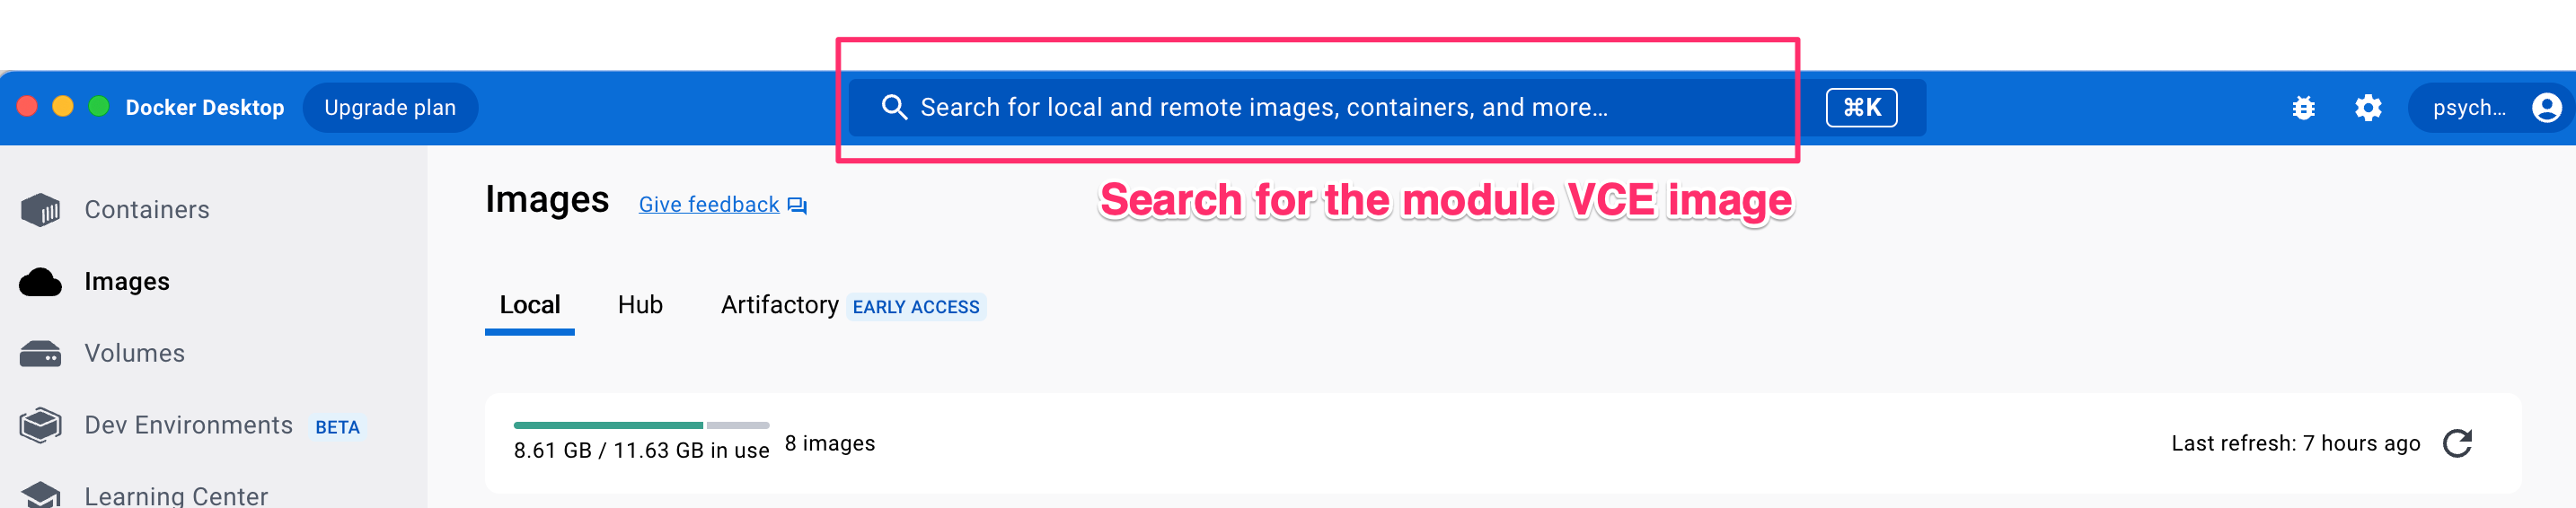 Docker Desktop
Upgrade plan
Search for local and remote images, containers, and more...
⌘K
psych...
Containers
Images
Volumes
Dev Environments BETA
Learning Center
Images
Give feedback
Search for the module VCE image
Local
Hub
Artifactory EARLY ACCESS
8.61 GB / 11.63 GB in use
8 images
Last refresh: 7 hours ago